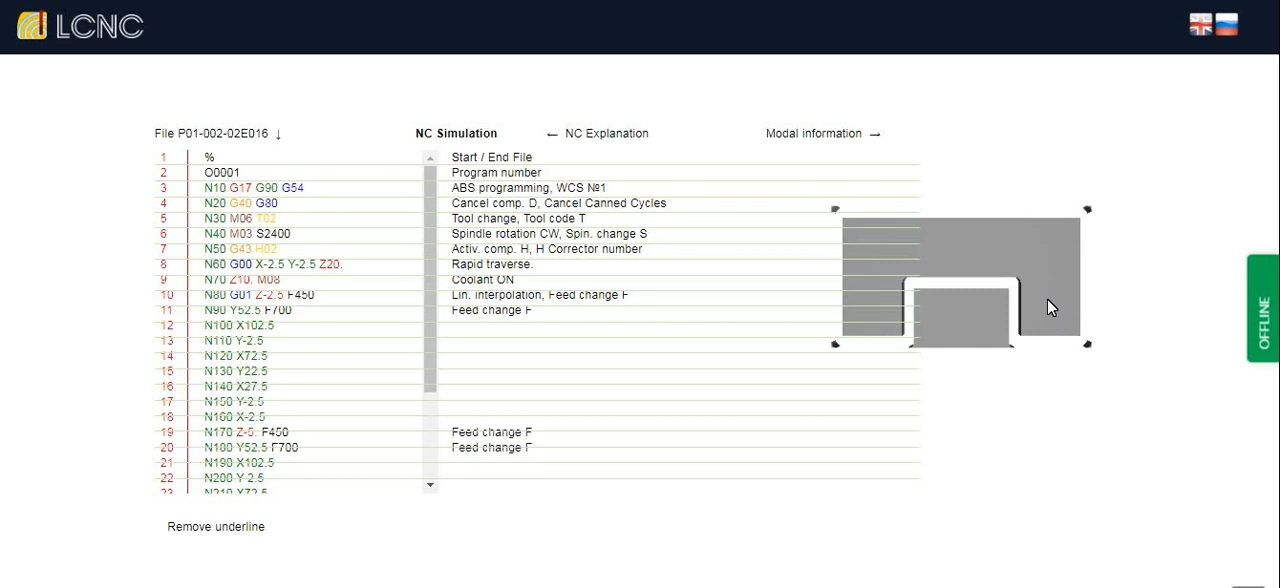 LCNC
File P01-002-02E016 ↓ NC Simulation ← NC Explanation Modal information →
1 % Start / End File
2 O0001 Program number
3 N10 G17 G90 G54 ABS programming, WCS №1
4 N20 G40 G80 Cancel comp. D, Cancel Canned Cycles
5 N30 M06 T02 Tool change, Tool code T
6 N40 M03 S2400 Spindle rotation CW, Spin. change S
7 N50 G43 H02 Activ. comp. H, H Corrector number
8 N60 G00 X-2.5 Y-2.5 Z20. Rapid traverse.
9 N70 Z10. M08 Coolant ON
10 N80 G01 Z-2.5 F450 Lin. interpolation, Feed change F
11 N90 Y52.5 F700 Feed change F
12 N100 X102.5
13 N110 Y-2.5
14 N120 X72.5
15 N130 Y22.5
16 N140 X27.5
17 N150 Y-2.5
18 N160 X-2.5
19 N170 Z-5. F450 Feed change F
20 N180 Y52.5 F700 Feed change F
21 N190 X102.5
22 N200 Y-2.5
23 N210 X72.5
Remove underline
OFFLINE